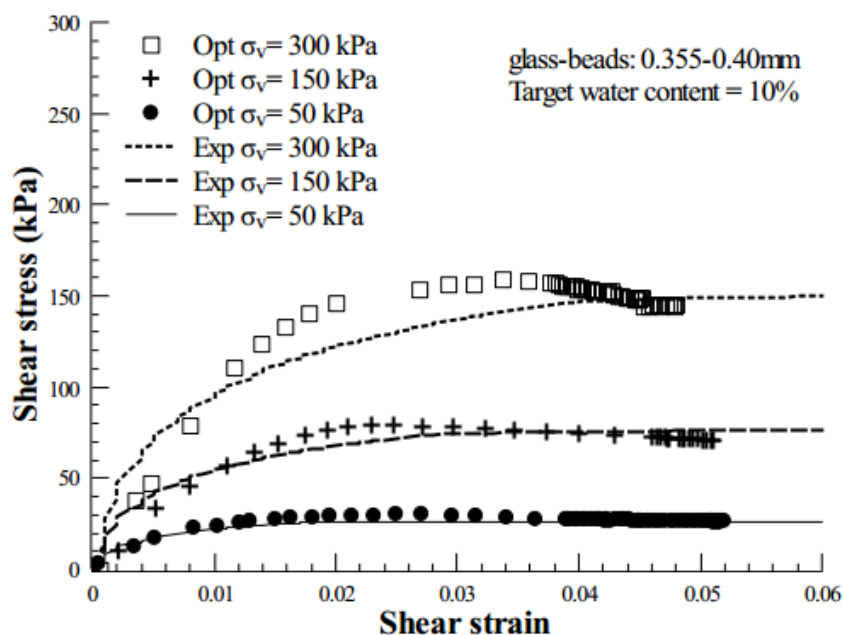 300
250
200
150
100
50
0
Shear stress (kPa)
Opt σv= 300 kPa
Opt σv= 150 kPa
Opt σv= 50 kPa
Exp σv= 300 kPa
Exp σv= 150 kPa
Exp σv= 50 kPa
glass-beads: 0.355-0.40mm
Target water content = 10%
0 0.01 0.02 0.03 0.04 0.05 0.06
Shear strain